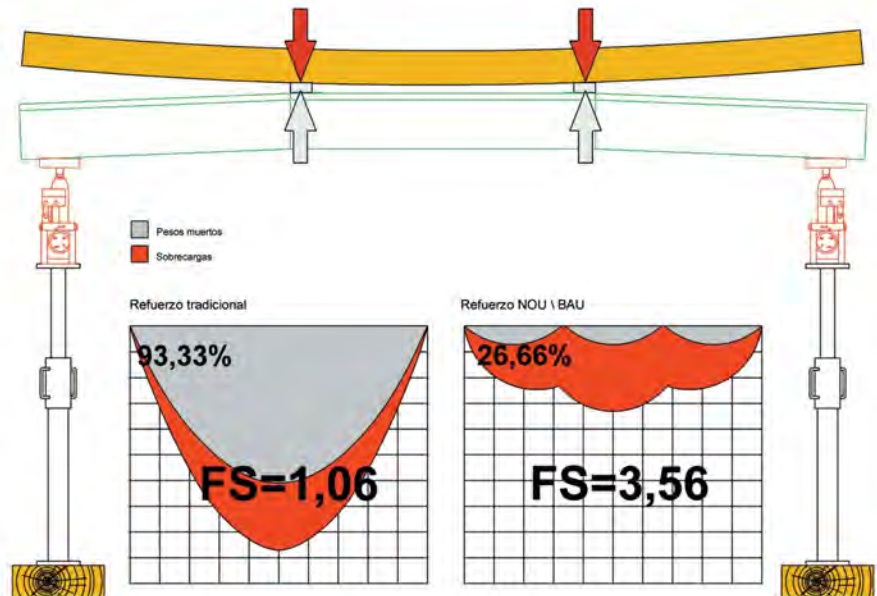 Pesos muertos
Sobrecargas
Refuerzo tradicional
93,33%
FS=1,06
Refuerzo NOU \ BAU
26,66%
FS=3,56